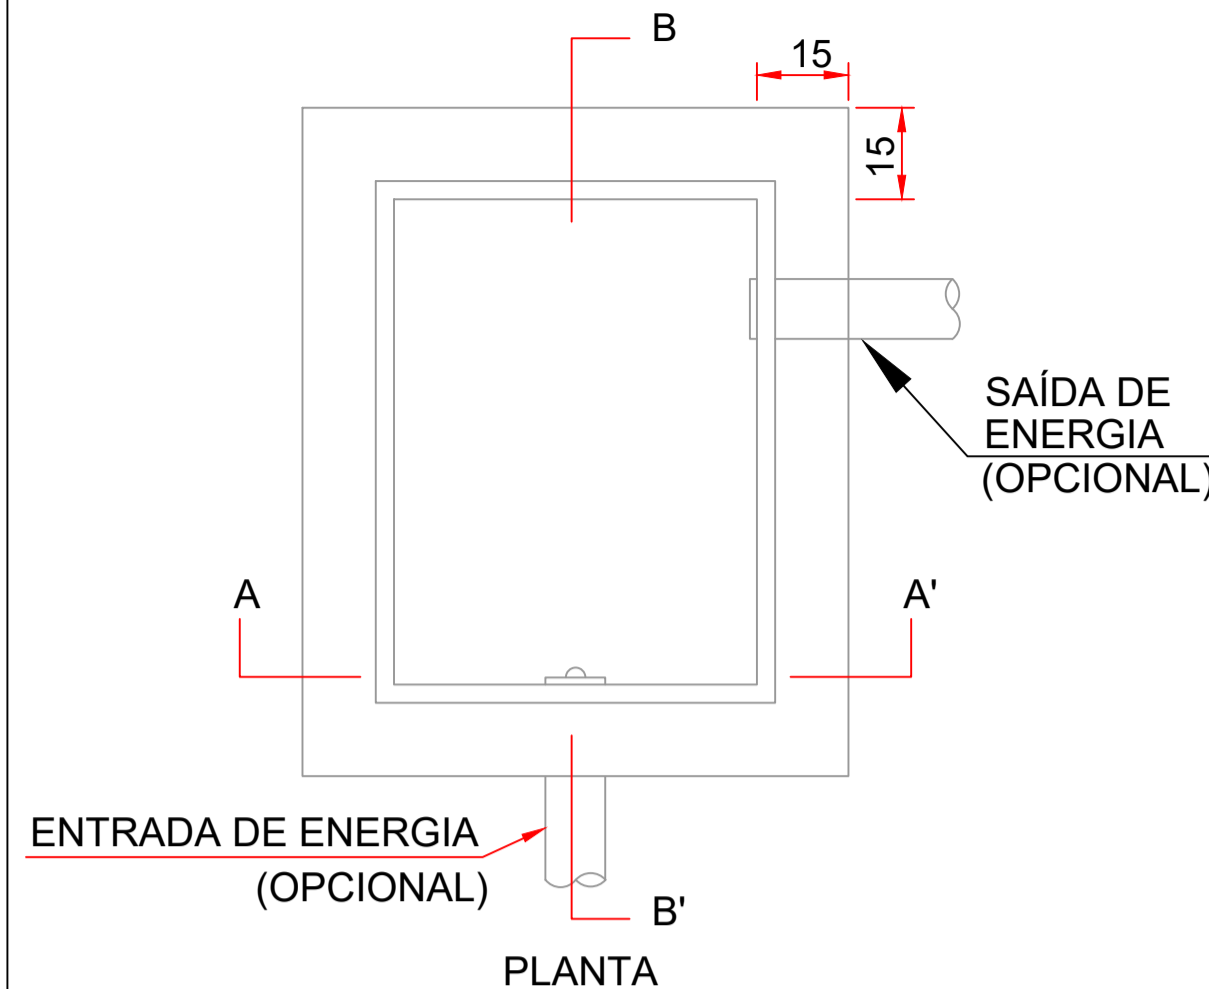 B
15
15
SAÍDA DE
ENERGIA
(OPCIONAL)
A
A'
ENTRADA DE ENERGIA
(OPCIONAL)
B'
PLANTA